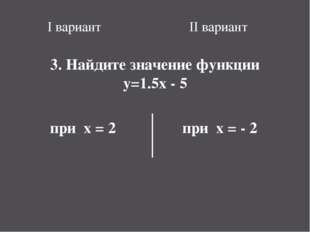 I вариант II вариант
3. Найдите значение функции
y=1.5x - 5
при х = 2 при х = - 2